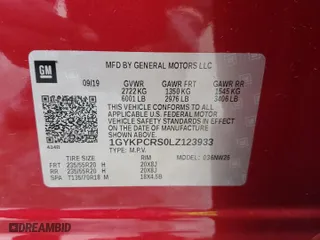 GM
MFD BY GENERAL MOTORS LLC
09/19 GVWR GAWR FRT GAWR RR
2722 KG 1350 KG 1545 KG
6001 LB 2976 LB 3406 LB
THIS VEHICLE CONFORMS TO ALL
APPLICABLE U.S. FEDERAL MOTOR
VEHICLE SAFETY STANDARDS IN
EFFECT ON THE DATE OF
MANUFACTURE SHOWN ABOVE.
1GYKPCRS0LZ123933
TYPE: M.P.V. MODEL:
TIRE SIZE RIM
FRT 235/55R20 H 20X8J
RR 235/55R20 H 20X8J
SPA T135/70R18 M 18X4.5B